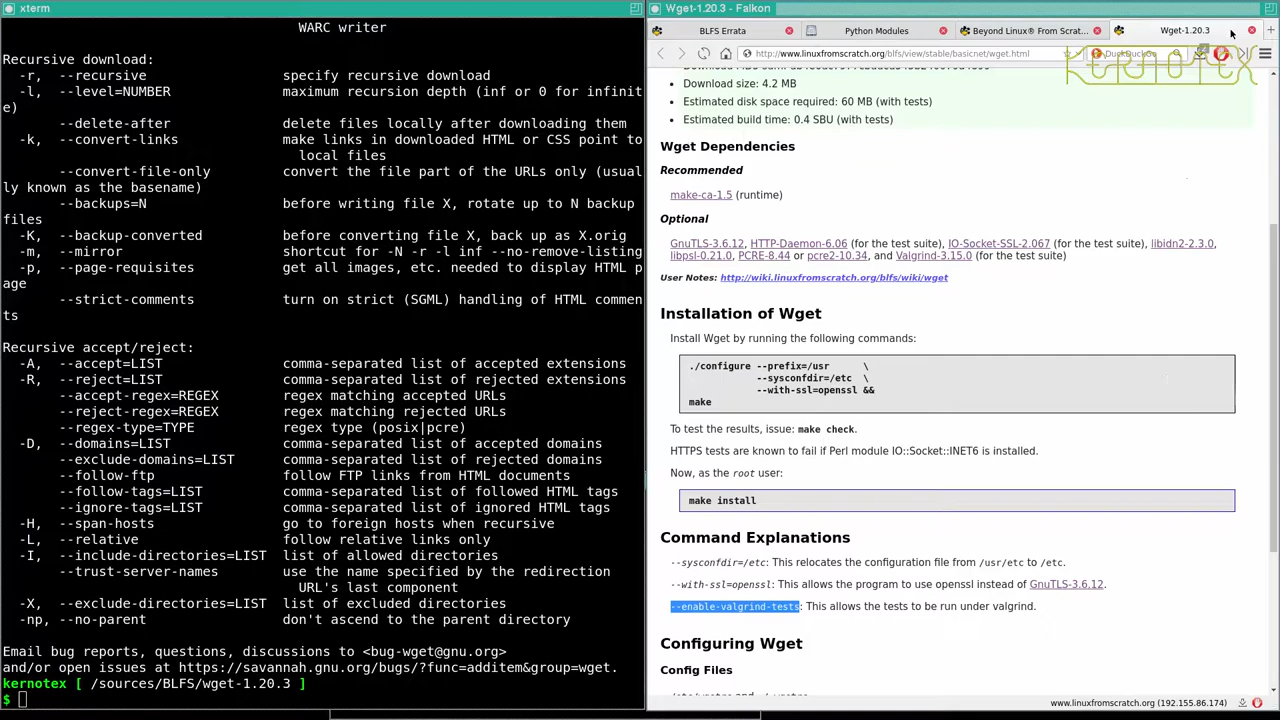 xterm
WARC writer
Recursive download:
-r, --recursive specify recursive download
-l, --level=NUMBER maximum recursion depth (inf or 0 for infinit
e)
--delete-after delete files locally after downloading them
-k, --convert-links make links in downloaded HTML or CSS point to
local files
--convert-file-only convert the file part of the URLs only (usual
ly known as the basename)
--backups=N before writing file X, rotate up to N backup
files
-K, --backup-converted before converting file X, back up as X.orig
-m, --mirror shortcut for -N -r -l inf --no-remove-listing
-p, --page-requisites get all images, etc. needed to display HTML p
age
--strict-comments turn on strict (SGML) handling of HTML commen
ts
Recursive accept/reject:
-A, --accept=LIST comma-separated list of accepted extensions
-R, --reject=LIST comma-separated list of rejected extensions
--accept-regex=REGEX regex matching accepted URLs
--reject-regex=REGEX regex matching rejected URLs
--regex-type=TYPE regex type (posix|pcre)
-D, --domains=LIST comma-separated list of accepted domains
--exclude-domains=LIST comma-separated list of rejected domains
--follow-ftp follow FTP links from HTML documents
--follow-tags=LIST comma-separated list of followed HTML tags
--ignore-tags=LIST comma-separated list of ignored HTML tags
-H, --span-hosts go to foreign hosts when recursive
-L, --relative follow relative links only
-I, --include-directories=LIST list of allowed directories
--trust-server-names use the name specified by the redirection
URL's last component
-X, --exclude-directories=LIST list of excluded directories
-np, --no-parent don't ascend to the parent directory
Email bug reports, questions, discussions to <bug-wget@gnu.org>
and/or open issues at https://savannah.gnu.org/bugs/?func=additem&group=wget.
kernotex [ /sources/BLFS/wget-1.20.3 ]
$
Wget-1.20.3 - Falkon
BLFS Errata Python Modules Beyond Linux® From Scrat... Wget-1.20.3
http://www.linuxfromscratch.org/blfs/view/stable/basicnet/wget.html DuckDuckGo
KERNOTEX
Download size: 4.2 MB
Estimated disk space required: 60 MB (with tests)
Estimated build time: 0.4 SBU (with tests)
Wget Dependencies
Recommended
make-ca-1.5 (runtime)
Optional
GnuTLS-3.6.12, HTTP-Daemon-6.06 (for the test suite), IO-Socket-SSL-2.067 (for the test suite), libidn2-2.3.0,
libpsl-0.21.0, PCRE-8.44 or pcre2-10.34, and Valgrind-3.15.0 (for the test suite)
User Notes: http://wiki.linuxfromscratch.org/blfs/wiki/wget
Installation of Wget
Install Wget by running the following commands:
./configure --prefix=/usr \
--sysconfdir=/etc \
--with-ssl=openssl &&
make
To test the results, issue: make check.
HTTPS tests are known to fail if Perl module IO::Socket::INET6 is installed.
Now, as the root user:
make install
Command Explanations
--sysconfdir=/etc: This relocates the configuration file from /usr/etc to /etc.
--with-ssl=openssl: This allows the program to use openssl instead of GnuTLS-3.6.12.
--enable-valgrind-tests: This allows the tests to be run under valgrind.
Configuring Wget
Config Files
www.linuxfromscratch.org (192.155.86.174)